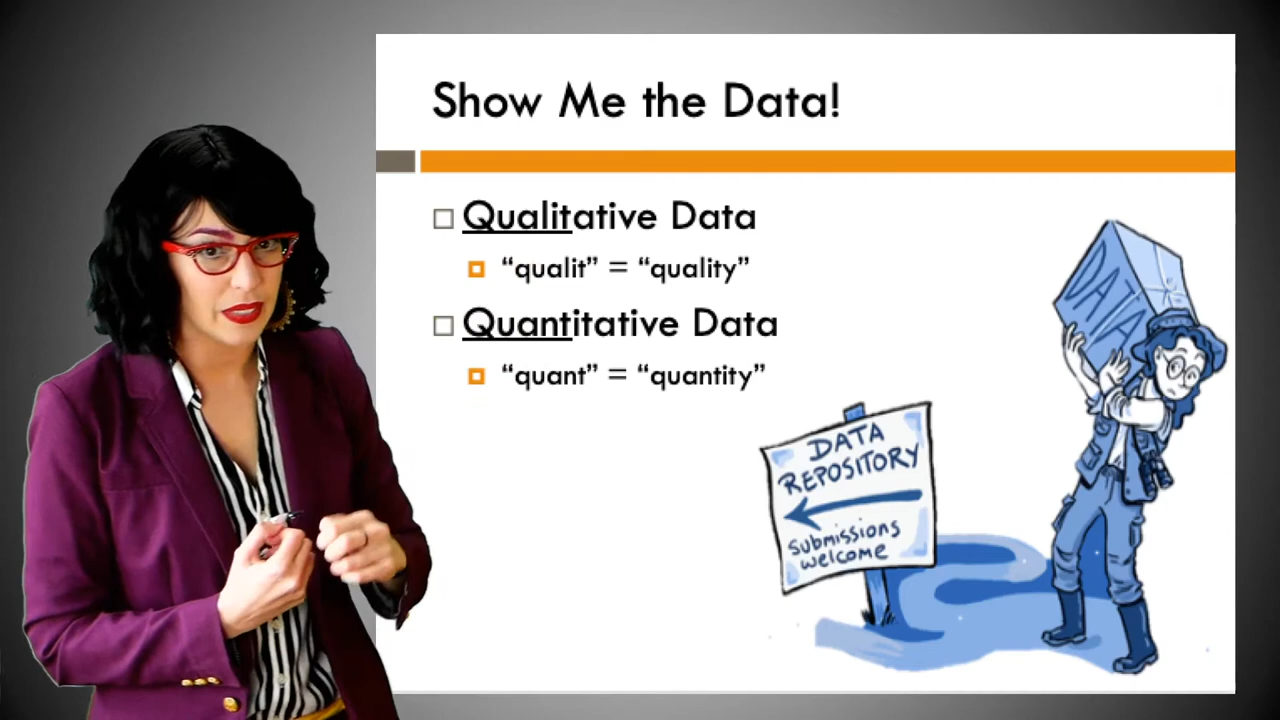 Show Me the Data!
Qualitative Data
“qualit” = “quality”
Quantitative Data
“quant” = “quantity”
DATA
DATA
REPOSITORY
submissions
welcome